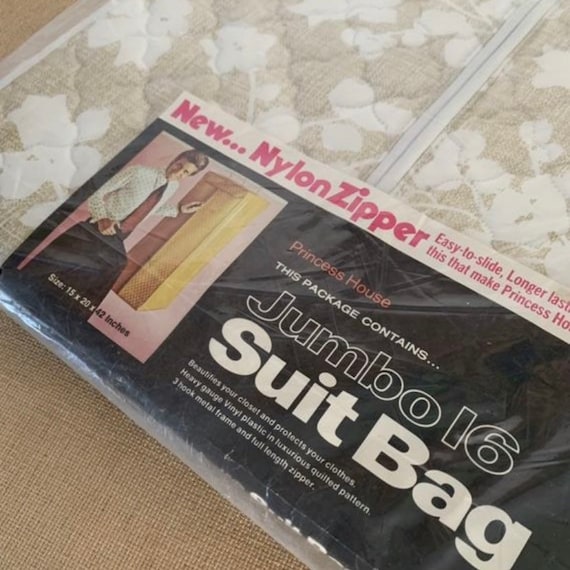 New... Nylon Zipper
Easy-to-slide, Longer
this that make Princess
Size: 15 x 20 x 42 Inches
Princess House
THIS PACKAGE CONTAINS...
Jumbo 16
Suit Bag
Beautifies your closet and protects your clothes.
Heavy gauge vinyl plastic in luxurious quilted pattern.
3 hook metal frame and full length zipper.